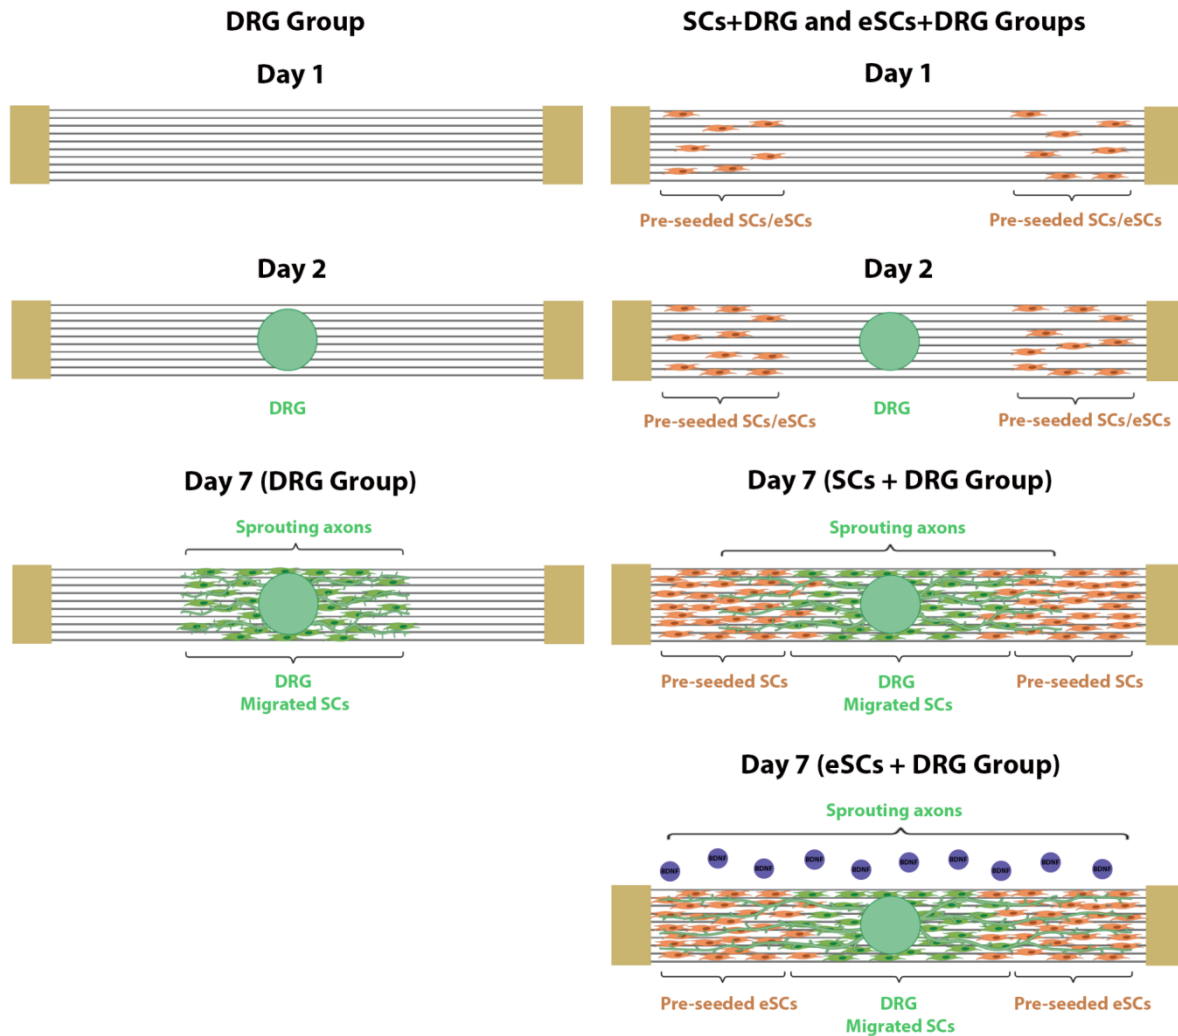 DRG Group
Day 1
Day 2
DRG
Day 7 (DRG Group)
Sprouting axons
DRG
Migrated SCs
SCs+DRG and eSCs+DRG Groups
Day 1
Pre-seeded SCs/eSCs
Pre-seeded SCs/eSCs
Day 2
Pre-seeded SCs/eSCs
DRG
Pre-seeded SCs/eSCs
Day 7 (SCs + DRG Group)
Sprouting axons
Pre-seeded SCs
DRG
Migrated SCs
Pre-seeded SCs
Day 7 (eSCs + DRG Group)
Sprouting axons
BDNF
BDNF
BDNF
BDNF
BDNF
BDNF
BDNF
BDNF
BDNF
BDNF
Pre-seeded eSCs
DRG
Migrated SCs
Pre-seeded eSCs